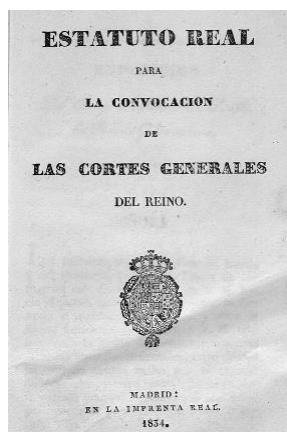 ESTATUTO REAL
PARA
LA CONVOCACION
DE
LAS CORTES GENERALES
DEL REINO.
MADRID:
EN LA IMPRENTA REAL.
1834.